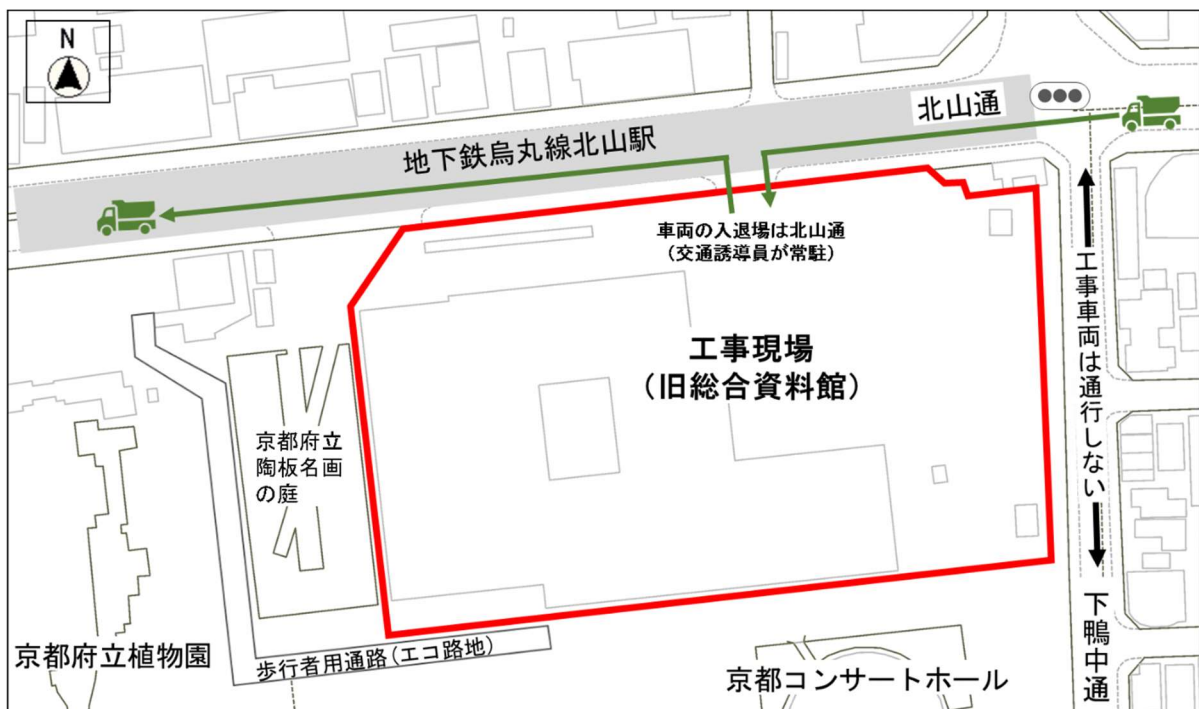 N
北山通
地下鉄烏丸線北山駅
車両の入退場は北山通
(交通誘導員が常駐)
工事車両は通行しない
工事現場
(旧総合資料館)
京都府立
陶板名画
の庭
下鴨中通
京都府立植物園
歩行者用通路(エコ路地)
京都コンサートホール